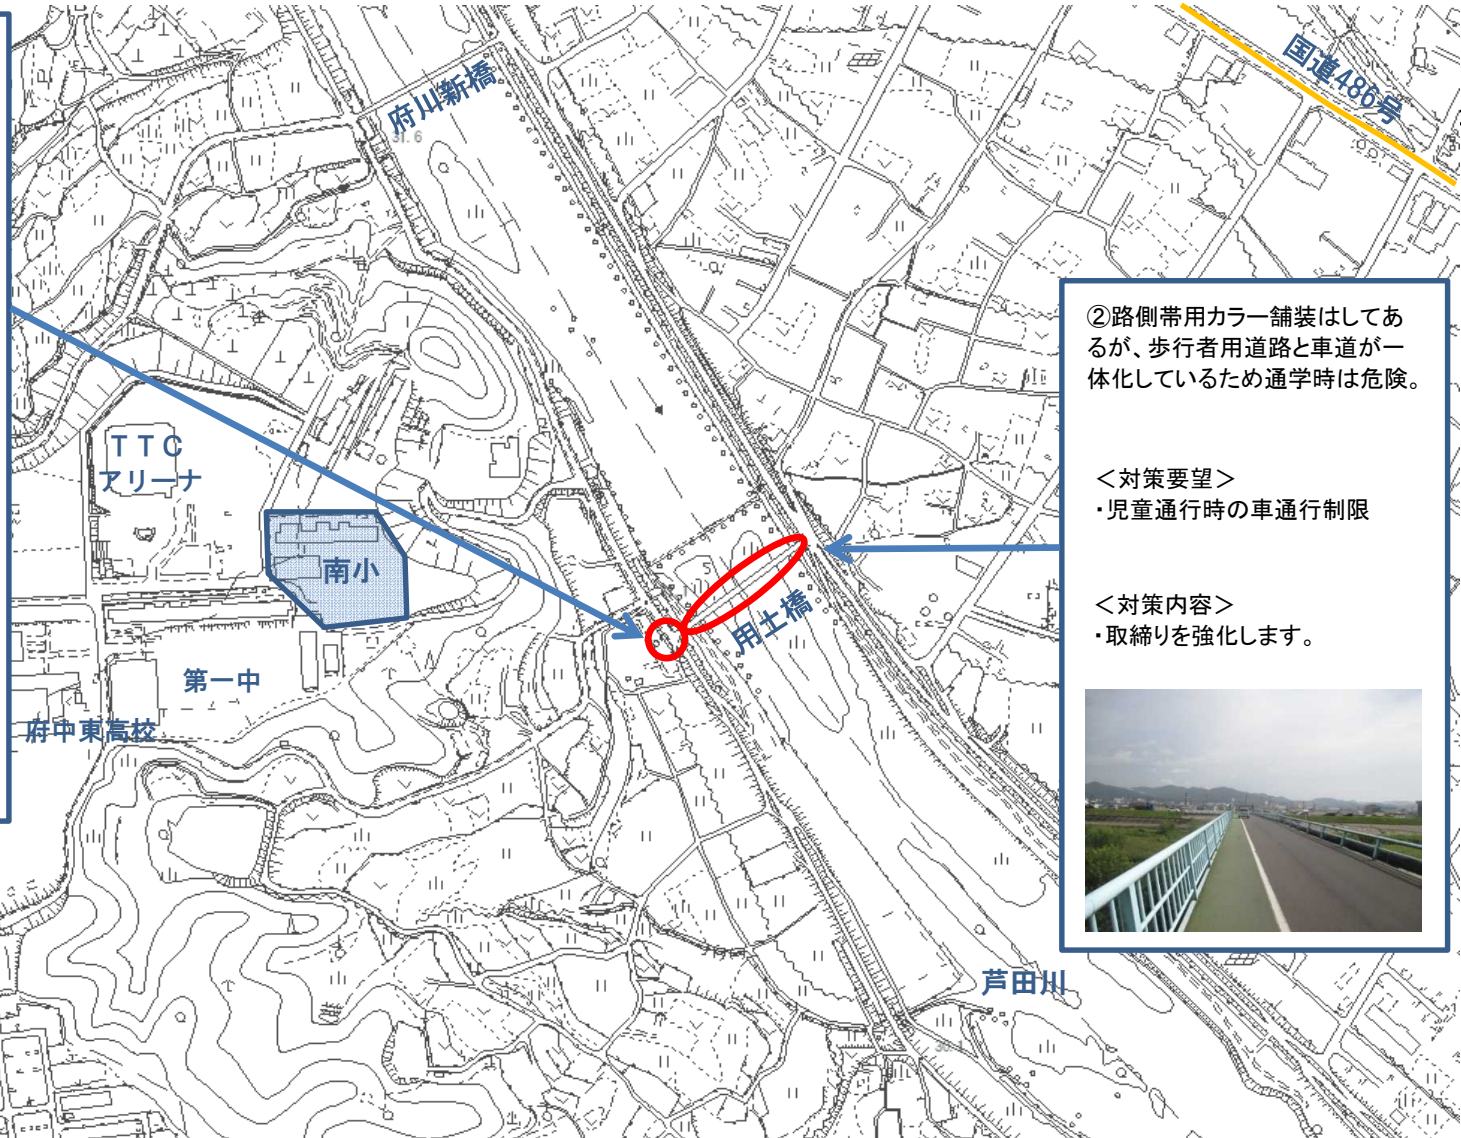 府川新橋
31.6
国道486号
TTC
アリーナ
南小
用土橋
第一中
府中東高校
芦田川
②路側帯用カラー舗装はしてあ
るが、歩行者用道路と車道が一
体化しているため通学時は危険。
＜対策要望＞
・児童通行時の車通行制限
＜対策内容＞
・取締りを強化します。